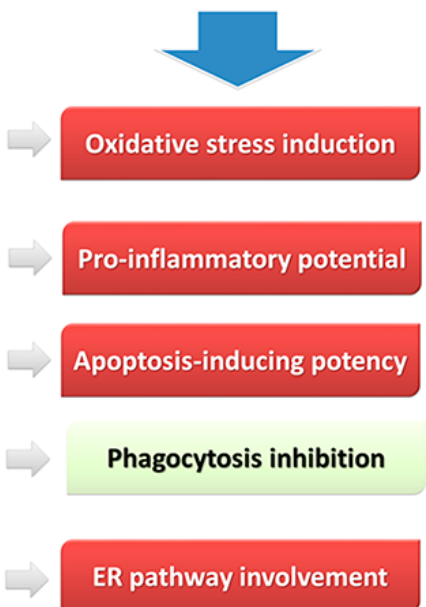 Oxidative stress induction
Pro-inflammatory potential
Apoptosis-inducing potency
Phagocytosis inhibition
ER pathway involvement